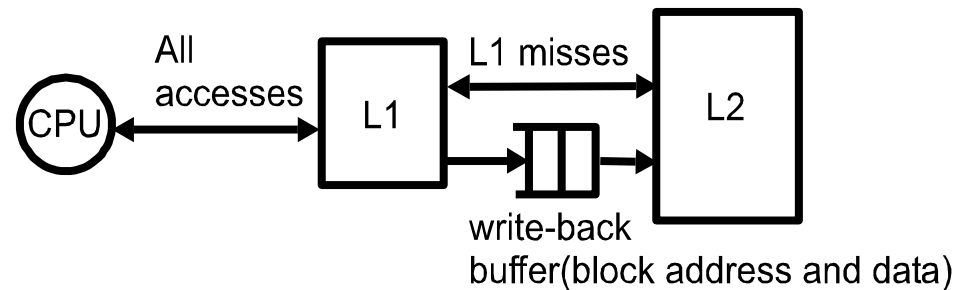 All
accesses
L1 misses
CPU
L1
L2
write-back
buffer(block address and data)